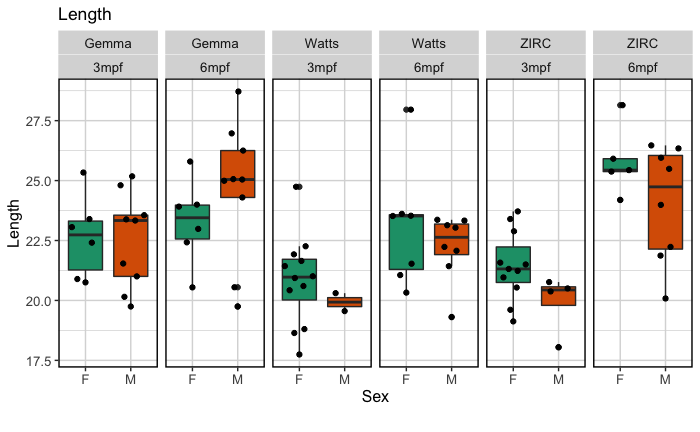 Length
Gemma Gemma Watts Watts ZIRC ZIRC
3mpf 6mpf 3mpf 6mpf 3mpf 6mpf
27.5
25.0
22.5
20.0
17.5
Length
F M F M F M F M F M F M
Sex